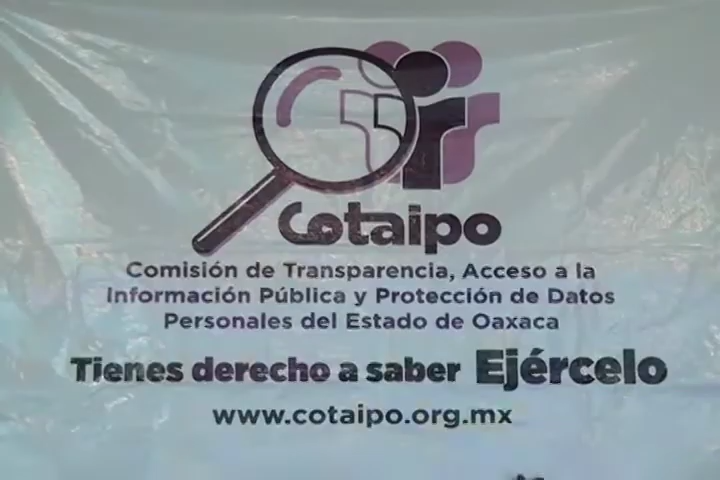 Cotaipo
Comisión de Transparencia, Acceso a la
Información Pública y Protección de Datos
Personales del Estado de Oaxaca
Tienes derecho a saber Ejércelo
www.cotaipo.org.mx